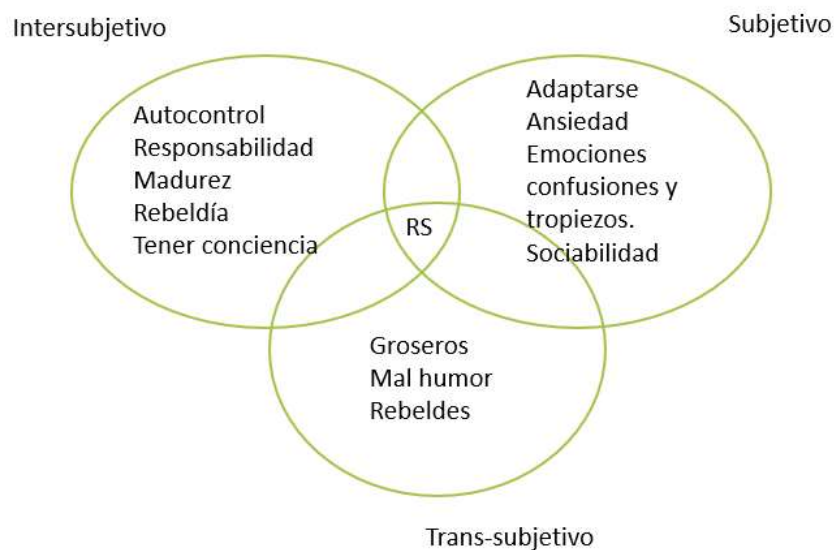 Intersubjetivo
Subjetivo
Autocontrol
Responsabilidad
Madurez
Rebeldía
Tener conciencia
Adaptarse
Ansiedad
Emociones
confusiones y
tropiezos.
Sociabilidad
RS
Groseros
Mal humor
Rebeldes
Trans-subjetivo